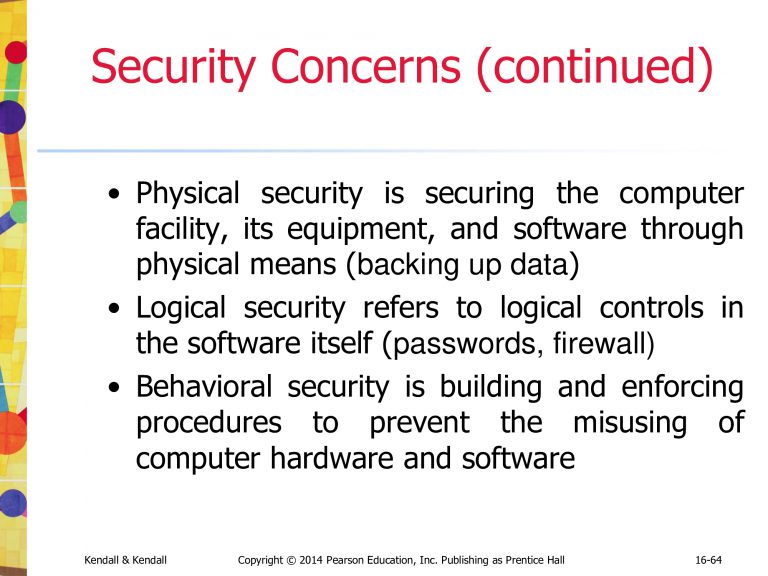 Security Concerns (continued)
• Physical security is securing the computer
facility, its equipment, and software through
physical means (backing up data)
• Logical security refers to logical controls in
the software itself (passwords, firewall)
• Behavioral security is building and enforcing
procedures to prevent the misusing of
computer hardware and software
Kendall & Kendall Copyright © 2014 Pearson Education, Inc. Publishing as Prentice Hall 16-64